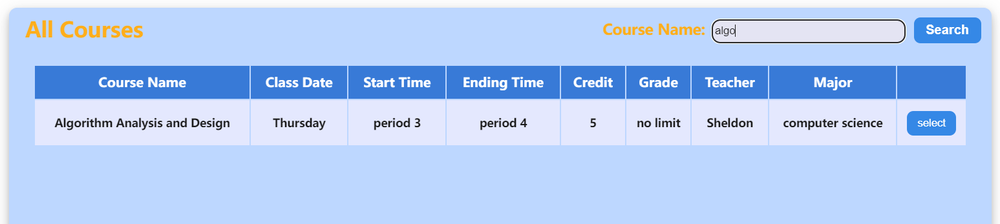 All Courses
Course Name: algo Search
Course Name Class Date Start Time Ending Time Credit Grade Teacher Major
Algorithm Analysis and Design Thursday period 3 period 4 5 no limit Sheldon computer science select